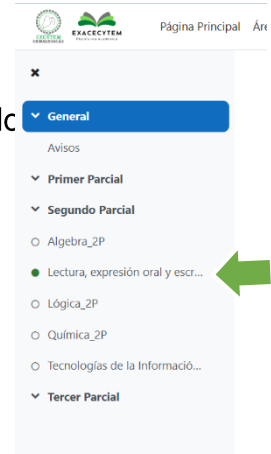 EXACECYTEM
Página Principal
General
Avisos
Primer Parcial
Segundo Parcial
Algebra_2P
Lectura, expresión oral y escr...
Lógica_2P
Química_2P
Tecnologías de la Informació...
Tercer Parcial